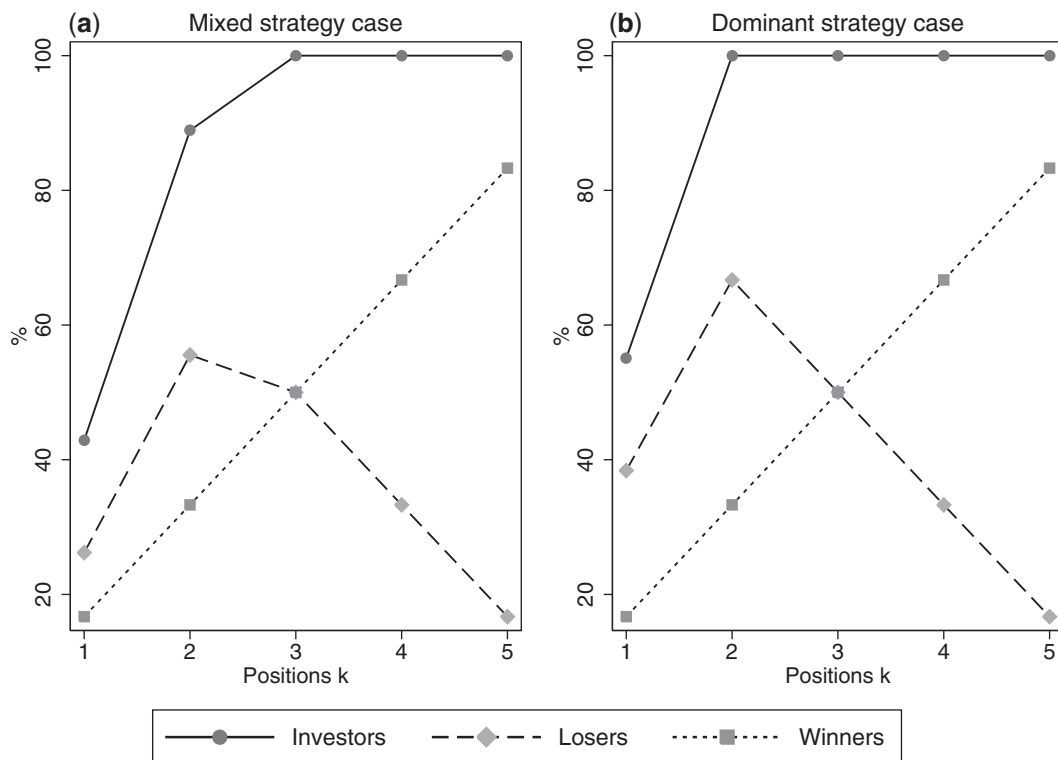 (a) Mixed strategy case
100
80
60
40
20
%
1 2 3 4 5
Positions k
(b) Dominant strategy case
100
80
60
40
20
%
1 2 3 4 5
Positions k
Investors Losers Winners